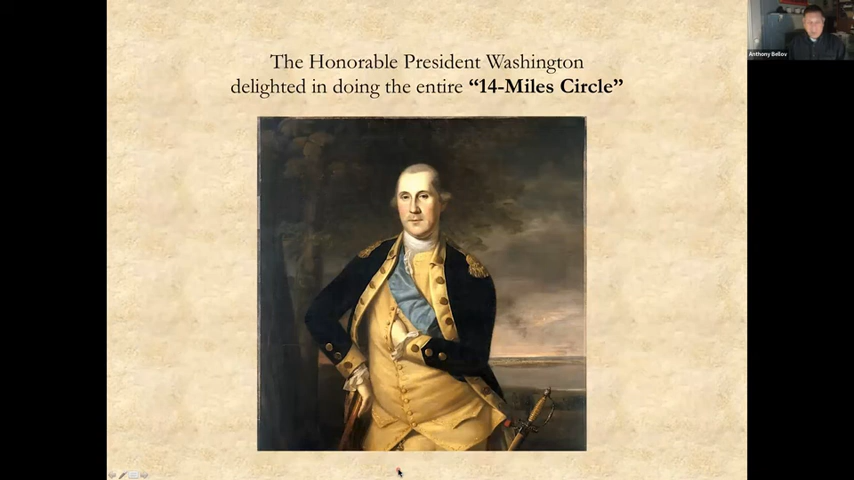 The Honorable President Washington
delighted in doing the entire “14-Miles Circle”
Anthony Bellov